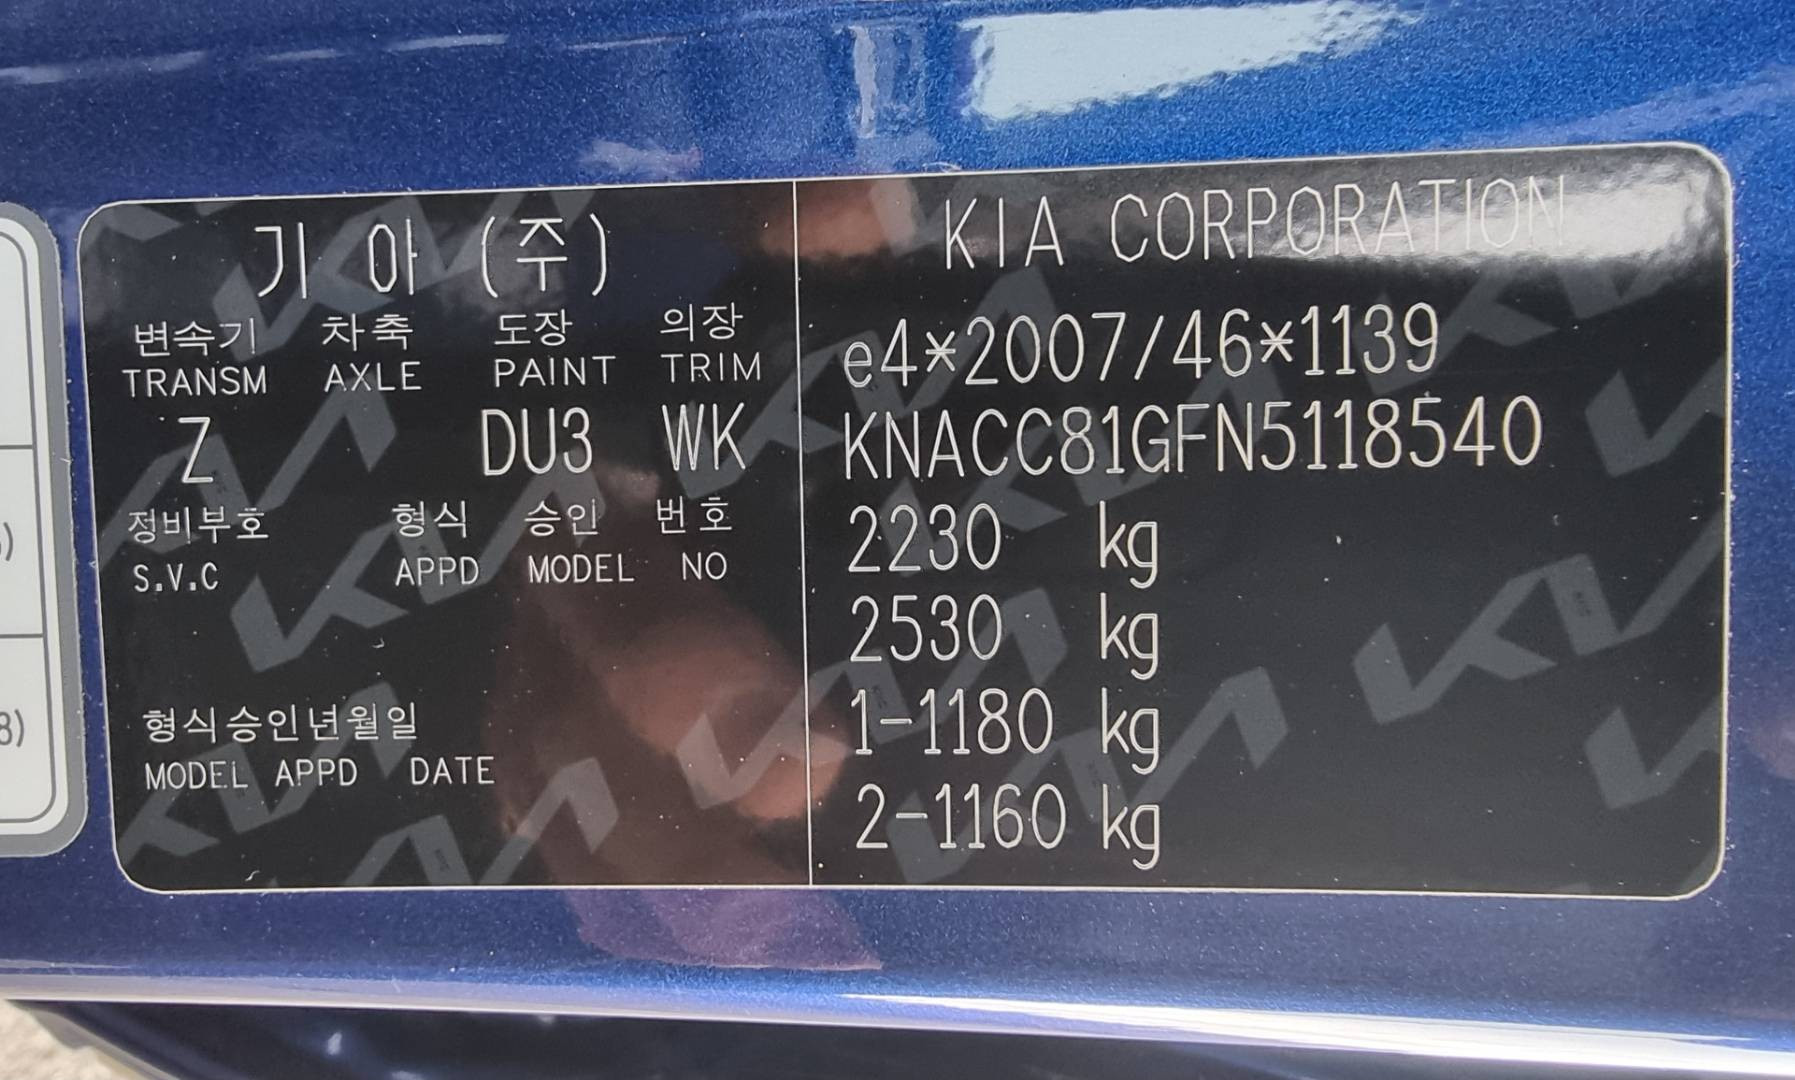 기 아 (주)
변속기 차축 도장 의장
TRANSM AXLE PAINT TRIM
Z DU3 WK
정비부호 형식 승인 번호
S.V.C APPD MODEL NO
형식승인년월일
MODEL APPD DATE
KIA CORPORATION
e4*2007/46*1139
KNACC81GFN5118540
2230 kg
2530 kg
1-1180 kg
2-1160 kg
8)